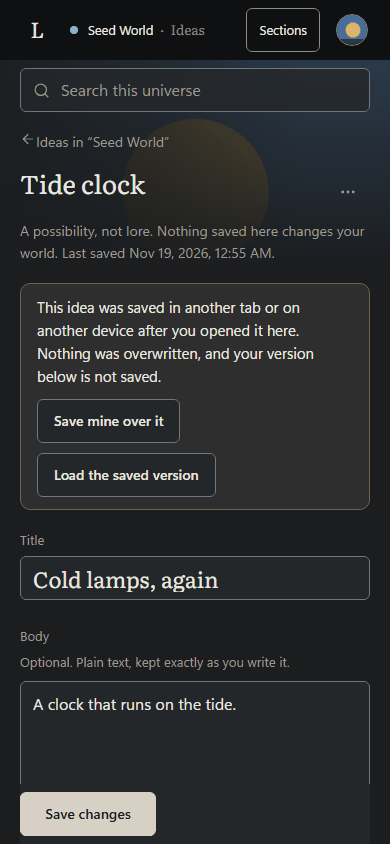 L
Seed World · Ideas
Sections
Search this universe
Ideas in “Seed World”
Tide clock
A possibility, not lore. Nothing saved here changes your
world. Last saved Nov 19, 2026, 12:55 AM.
This idea was saved in another tab or on
another device after you opened it here.
Nothing was overwritten, and your version
below is not saved.
Save mine over it
Load the saved version
Title
Cold lamps, again
Body
Optional. Plain text, kept exactly as you write it.
A clock that runs on the tide.
Save changes